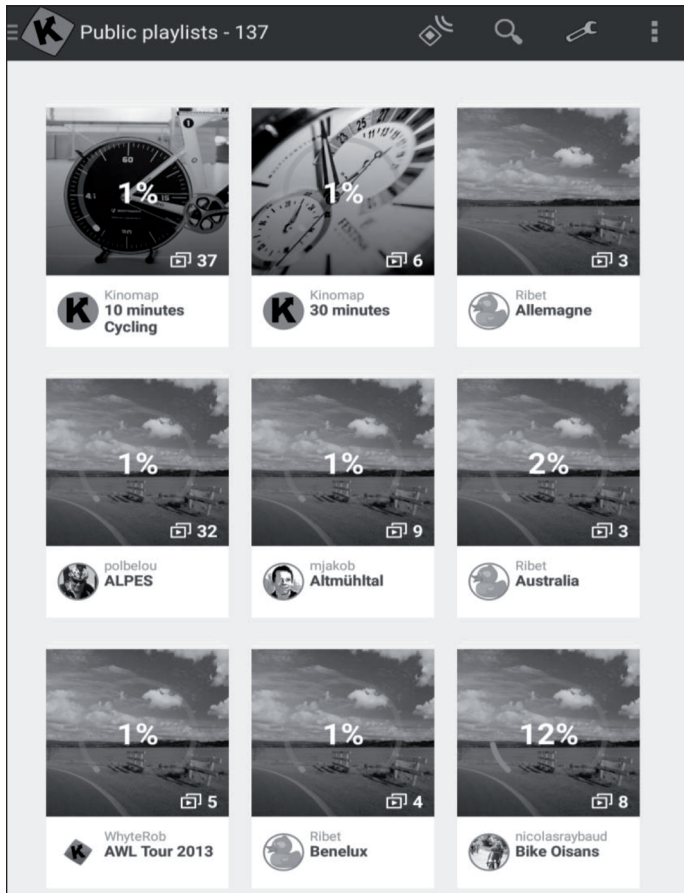 Public playlists - 137
1%
37
Kinomap
10 minutes
Cycling
1%
6
Kinomap
30 minutes
3
Ribet
Allemagne
1%
32
polbelou
ALPES
1%
9
mjakob
Altmühltal
2%
3
Ribet
Australia
1%
5
WhyteRob
AWL Tour 2013
1%
4
Ribet
Benelux
12%
8
nicolasraybaud
Bike Oisans